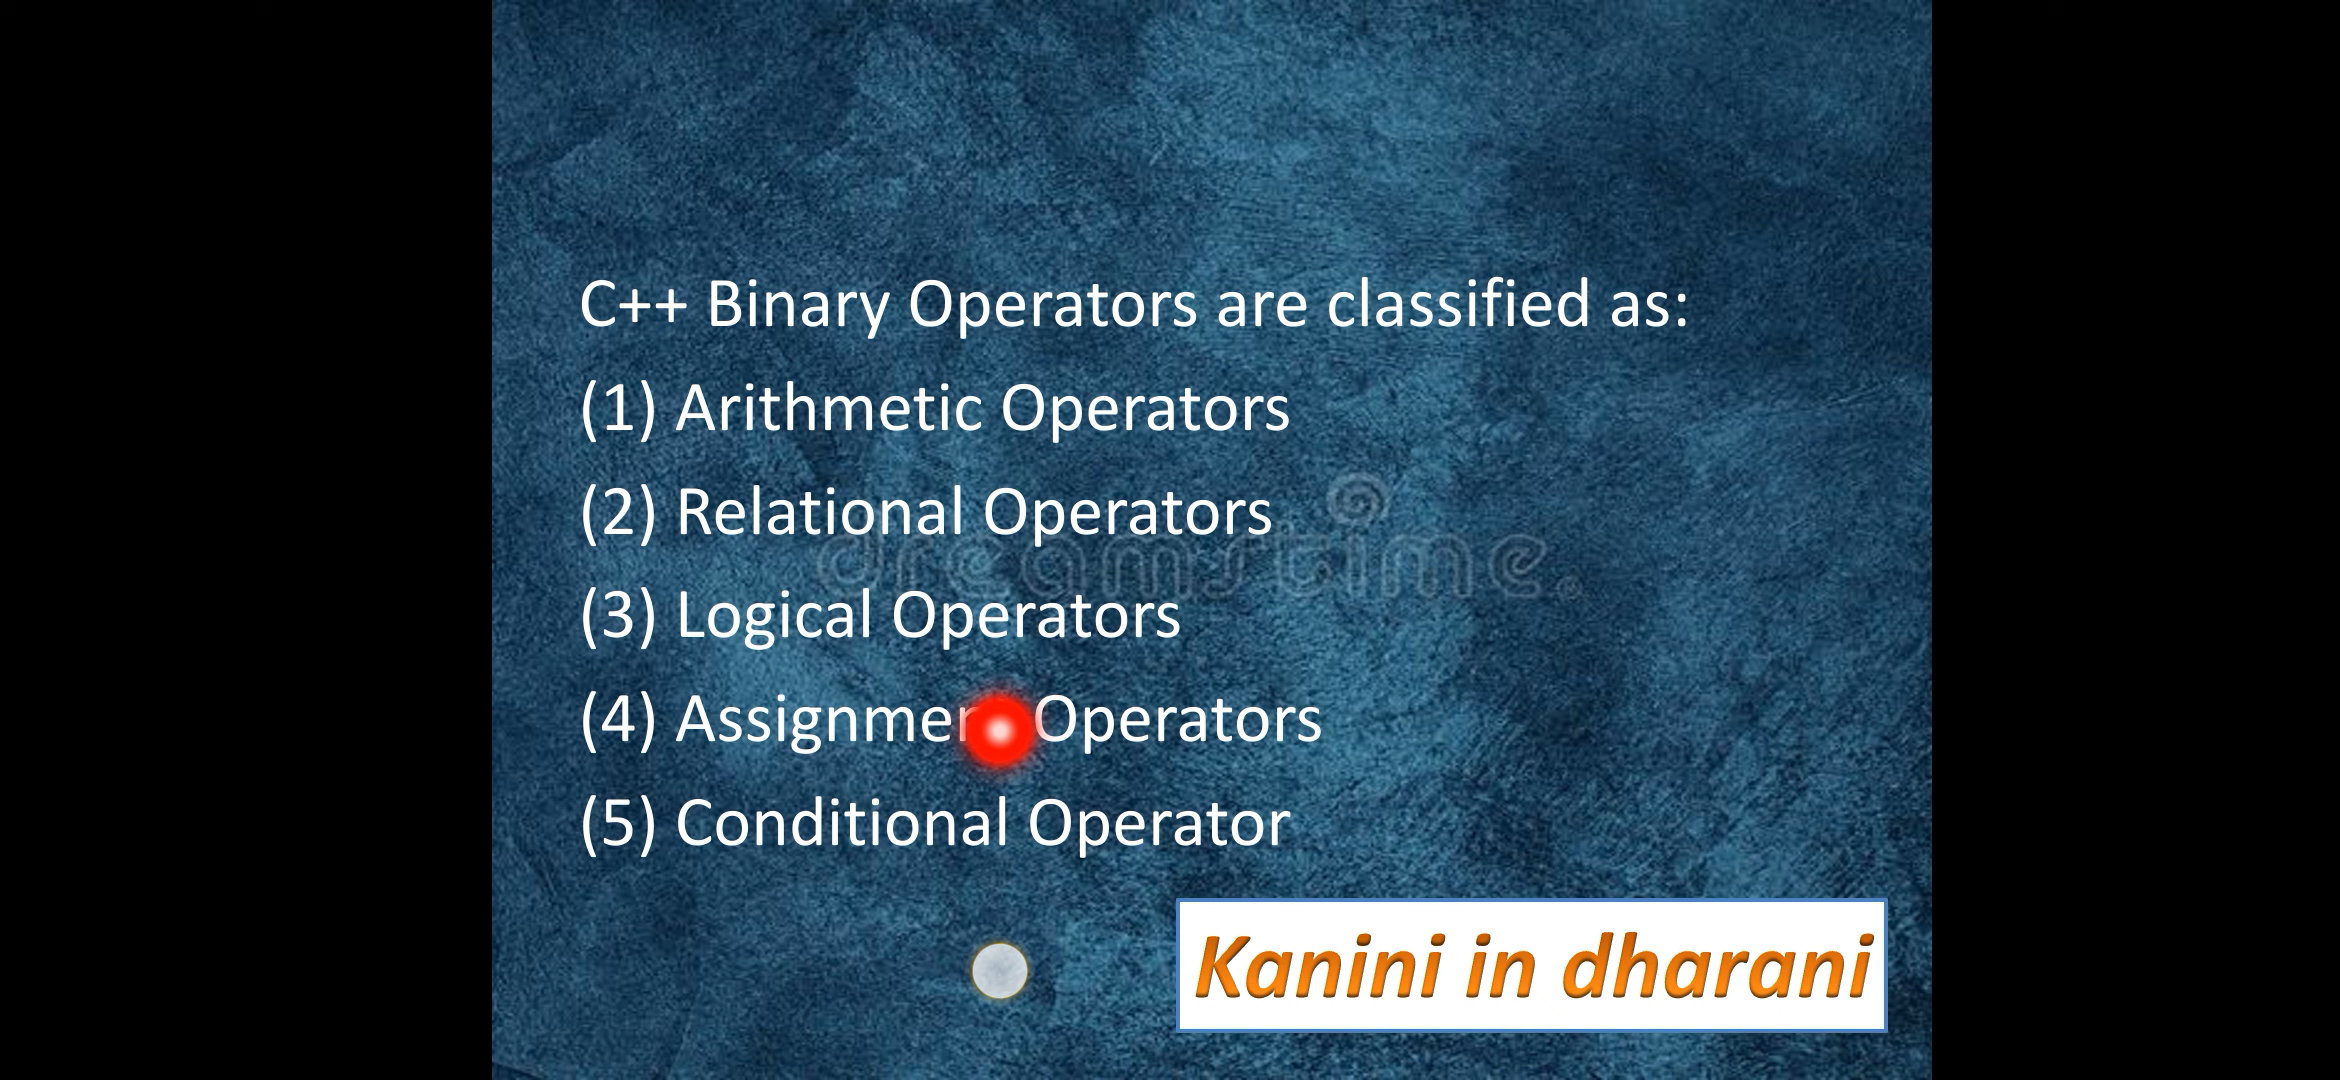 C++ Binary Operators are classified as:
(1) Arithmetic Operators
(2) Relational Operators
dreamstime.
(3) Logical Operators
(4) Operators
(5) Conditional Operator
Kanini in dharani